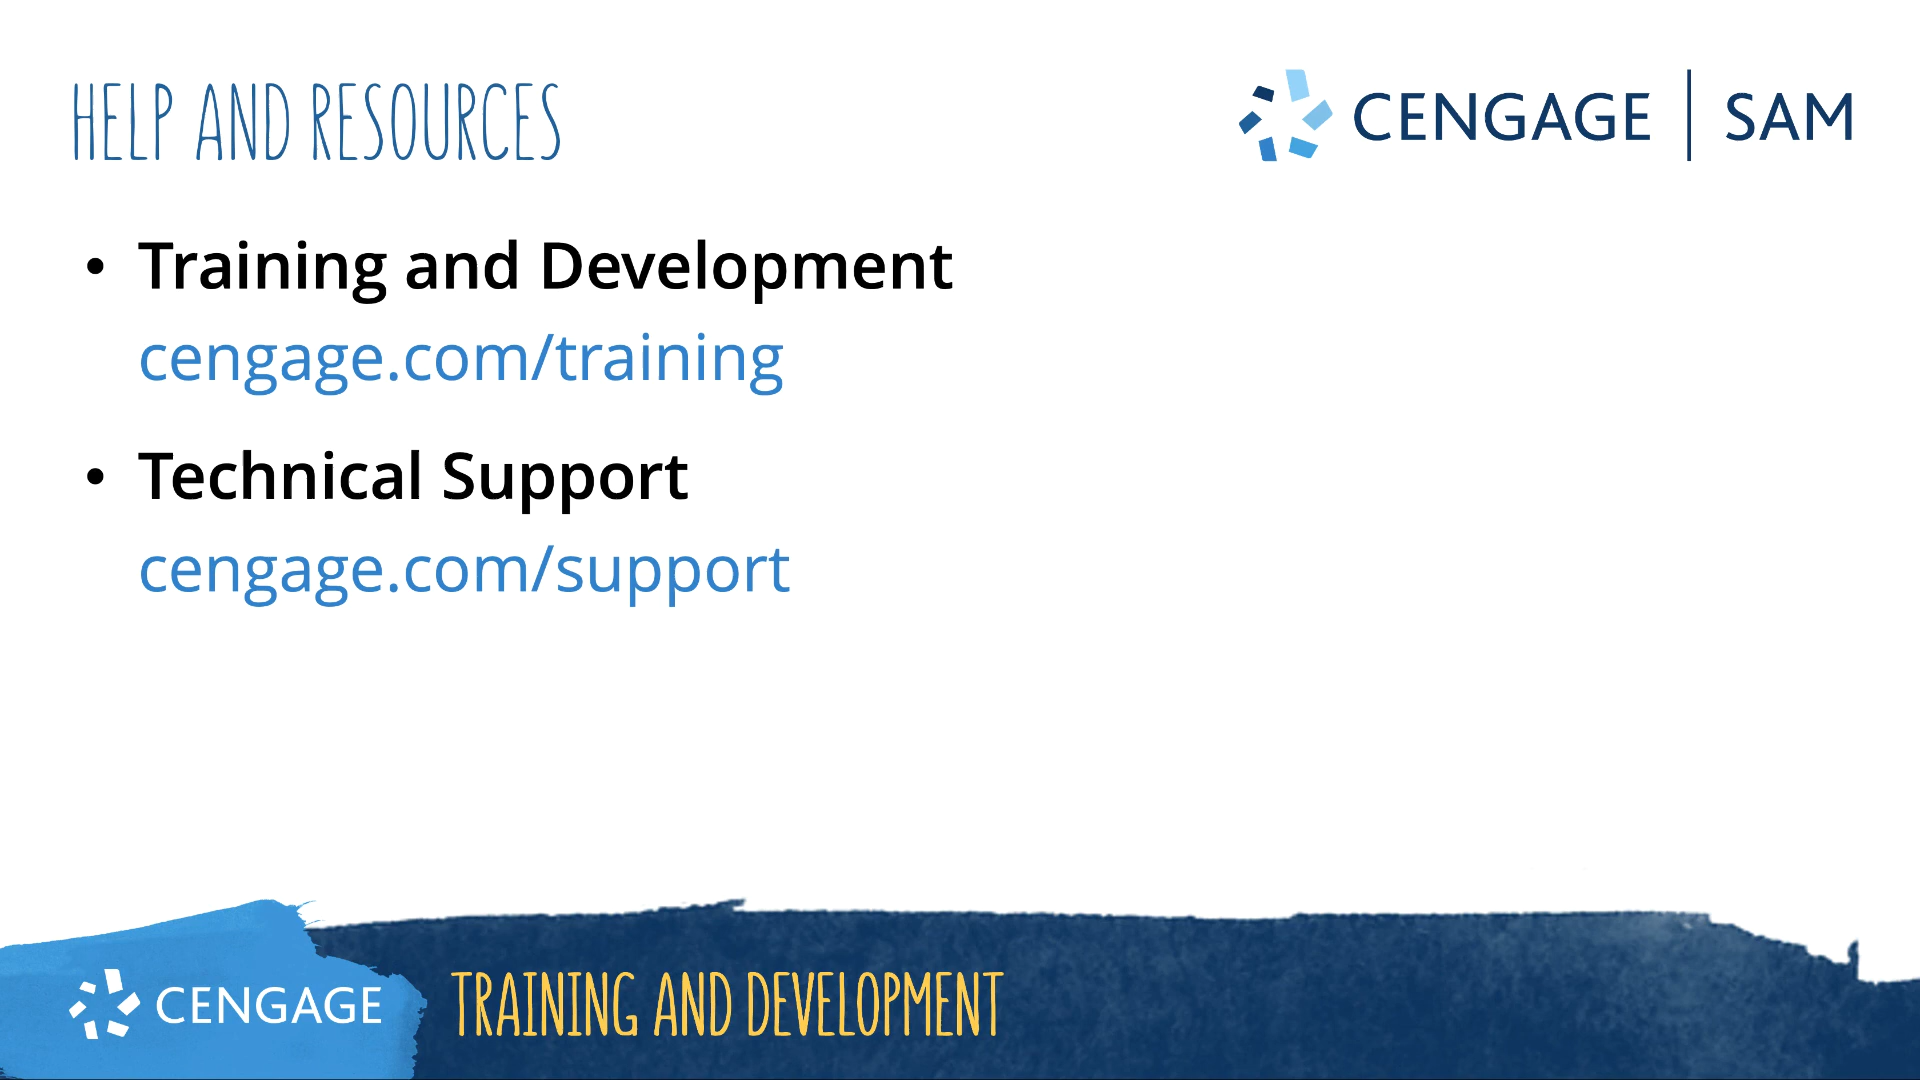 HELP AND RESOURCES
CENGAGE | SAM
• Training and Development
cengage.com/training
• Technical Support
cengage.com/support
CENGAGE
TRAINING AND DEVELOPMENT